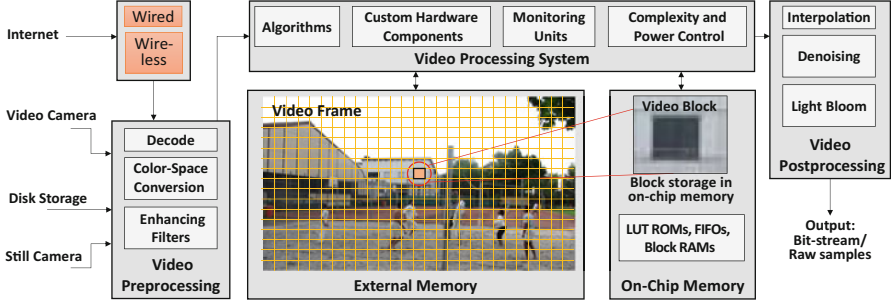 Internet
Wired
Wire-
less
Video Camera
Disk Storage
Still Camera
Decode
Color-Space
Conversion
Enhancing
Filters
Video
Preprocessing
Algorithms
Custom Hardware
Components
Monitoring
Units
Complexity and
Power Control
Video Processing System
Video Frame
External Memory
Video Block
Block storage in
on-chip memory
LUT ROMs, FIFOs,
Block RAMs
On-Chip Memory
Interpolation
Denoising
Light Bloom
Video
Postprocessing
Output:
Bit-stream/
Raw samples